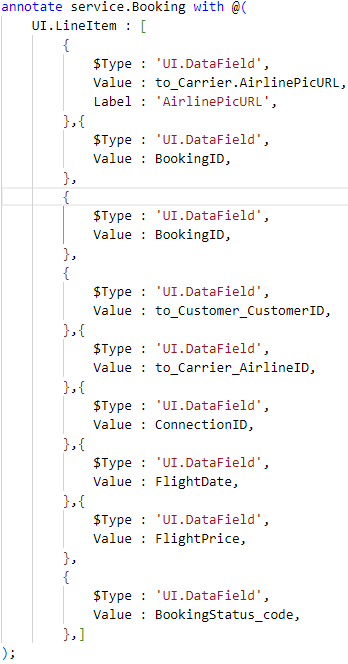 annotate service.Booking with @(
    UI.LineItem : [
        {
            $Type : 'UI.DataField',
            Value : to_Carrier.AirlinePicURL,
            Label : 'AirlinePicURL',
        },{
            $Type : 'UI.DataField',
            Value : BookingID,
        },
        {
            $Type : 'UI.DataField',
            Value : BookingID,
        },
        {
            $Type : 'UI.DataField',
            Value : to_Customer_CustomerID,
        },{
            $Type : 'UI.DataField',
            Value : to_Carrier_AirlineID,
        },{
            $Type : 'UI.DataField',
            Value : ConnectionID,
        },{
            $Type : 'UI.DataField',
            Value : FlightDate,
        },{
            $Type : 'UI.DataField',
            Value : FlightPrice,
        },
        {
            $Type : 'UI.DataField',
            Value : BookingStatus_code,
        },]
);